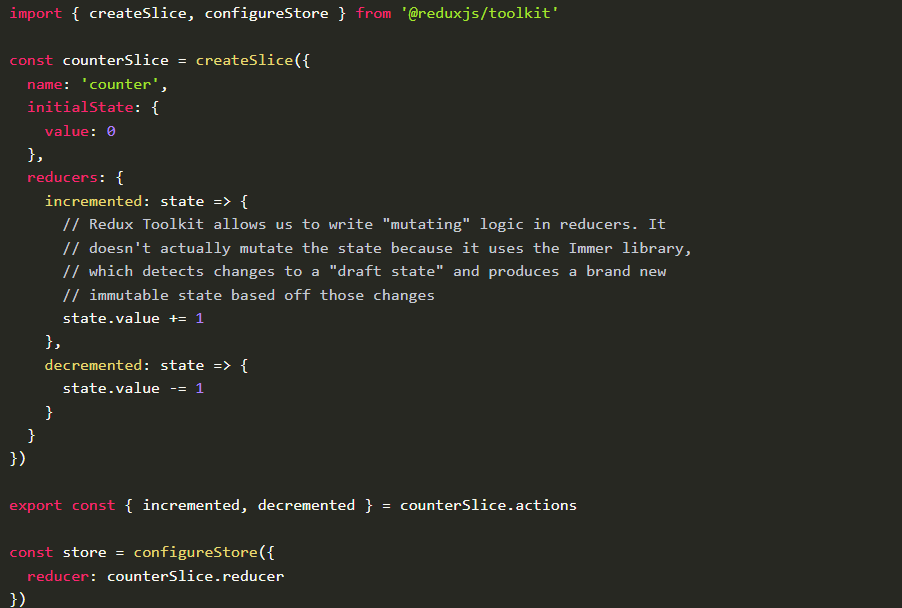 import { createSlice, configureStore } from '@reduxjs/toolkit'

const counterSlice = createSlice({
  name: 'counter',
  initialState: {
    value: 0
  },
  reducers: {
    incremented: state => {
      // Redux Toolkit allows us to write "mutating" logic in reducers. It
      // doesn't actually mutate the state because it uses the Immer library,
      // which detects changes to a "draft state" and produces a brand new
      // immutable state based off those changes
      state.value += 1
    },
    decremented: state => {
      state.value -= 1
    }
  }
})

export const { incremented, decremented } = counterSlice.actions

const store = configureStore({
  reducer: counterSlice.reducer
})